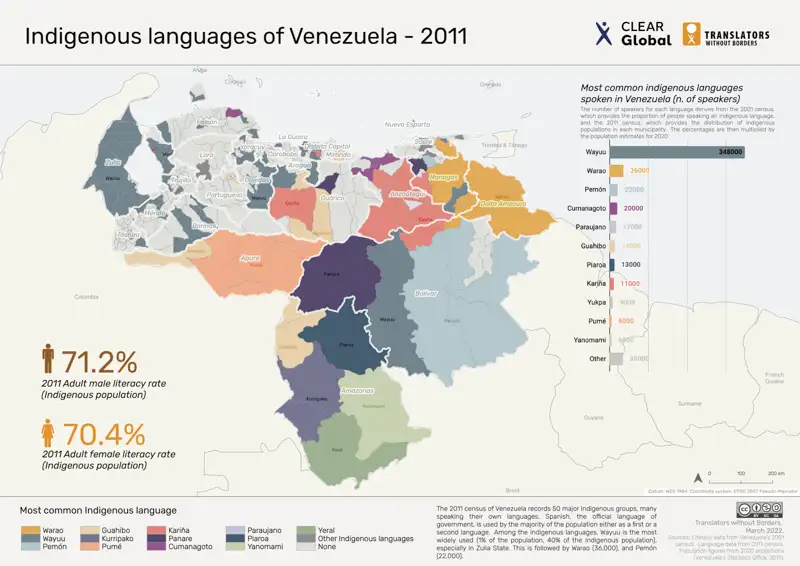 Indigenous languages of Venezuela - 2011
CLEAR
Global
TRANSLATORS
WITHOUT BORDERS
Most common indigenous languages
spoken in Venezuela (n. of speakers)
The number of speakers for each language derives from the 2001 census,
which provides the proportion of people speaking an indigenous language,
and the 2011 census, which provides the distribution of indigenous
populations in each municipality. The percentages are then multiplied by
the population estimates for 2020
Wayuu 348000
Warao 36000
Pemón 22000
Cumanagoto 20000
Paraujano 17000
Guahibo 14000
Piaroa 13000
Kariña 11000
Yukpa 9000
Pumé 6000
Yanomami
Other
Aruba
Curaçao
Grenada
Nueva Esparta
Trinidad & Tobago
Falcón
La Guaira
Distrito Capital
Miranda
Sucre
Zulia
Wayuu
Lara
Yaracuy
Carabobo
Aragua
Trujillo
Portuguesa
Mérida
Barinas
Táchira
Guárico
Anzoátegui
Monagas
Delta Amacuro
Apure
Bolívar
Panare
Wayuu
Piaroa
Kurripako
Amazonas
Yanomami
Yeral
Colombia
Brazil
Guyana
Suriname
French
Guiana
71.2%
2011 Adult male literacy rate
(Indigenous population)
70.4%
2011 Adult female literacy rate
(Indigenous population)
0 100 200 km
Datum: WGS 1984. Coordinate system: EPSG 3857 Pseudo-Mercator
Most common Indigenous language
Warao Guahibo Kariña Paraujano Yeral
Wayuu Kurripako Panare Piaroa Other Indigenous languages
Pemón Pumé Cumanagoto Yanomami None
The 2011 census of Venezuela records 50 major Indigenous groups, many
speaking their own languages. Spanish, the official language of
government, is used by the majority of the population either as a first or a
second language. Among the indigenous languages, Wayuu is the most
widely used (1% of the population, 40% of the indigenous population),
especially in Zulia State. This is followed by Warao (36,000), and Pemón
(22,000).
Translators without Borders,
March 2022.
Sources: Literacy data from Venezuela's 2011
census. Language data from 2011 census.
Population figures from 2020 projections